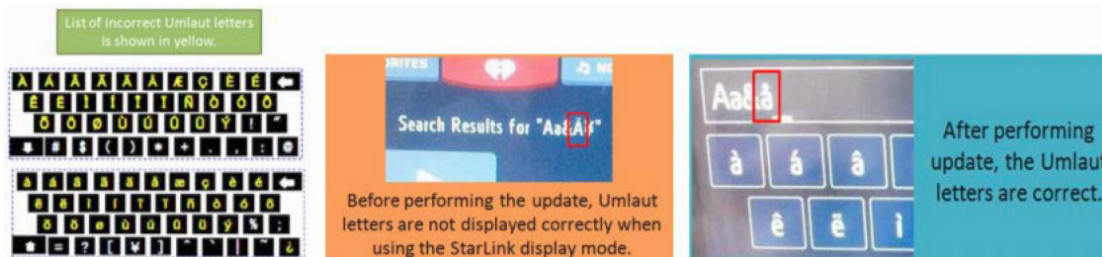 List of incorrect Umlaut letters
Is shown in yellow.
À Á Â Ã Ä Å Æ Ç È É
Ê Ë Ì Í Î Ï Ñ Ò Ó Ô
Õ Ö Ø Ù Ú Û Ü Ý ! "
# $ ( ) * + , . : @
à á â ã ä å æ ç è é
ê ë ì í î ï ñ ò ó ô
õ ö ø ù ú û ü ý % ;
= ? [ ¥ ] ^ ` | ~ ¿
Search Results for "Aa&Ä¥"
Before performing the update, Umlaut
letters are not displayed correctly when
using the StarLink display mode.
Aa&å
à á â
ê ë ì
After performing
update, the Umlaut
letters are correct.